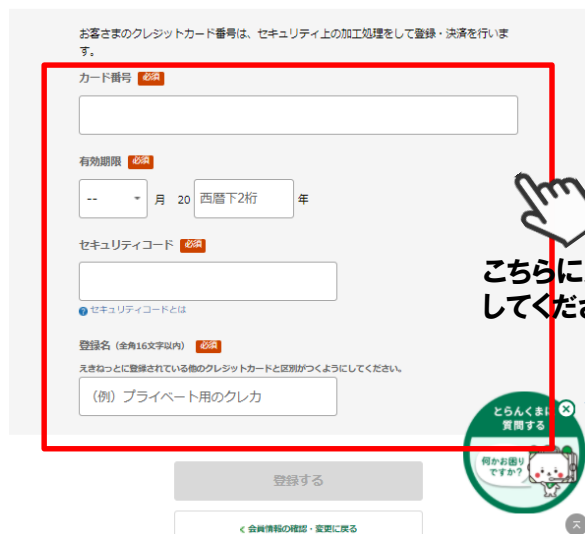 お客さまのクレジットカード番号は、セキュリティ上の加工処理をして登録・決済を行いま
す。
カード番号 必須
有効期限 必須
-- 月 20 西暦下2桁 年
セキュリティコード 必須
? セキュリティコードとは
登録名 (全角16文字以内) 必須
えきねっとに登録されている他のクレジットカードと区別がつくようにしてください。
(例) プライベート用のクレカ
こちらに
してくださ
とらんくまに
質問する
何かお困り
ですか?
登録する
< 会員情報の確認・変更に戻る